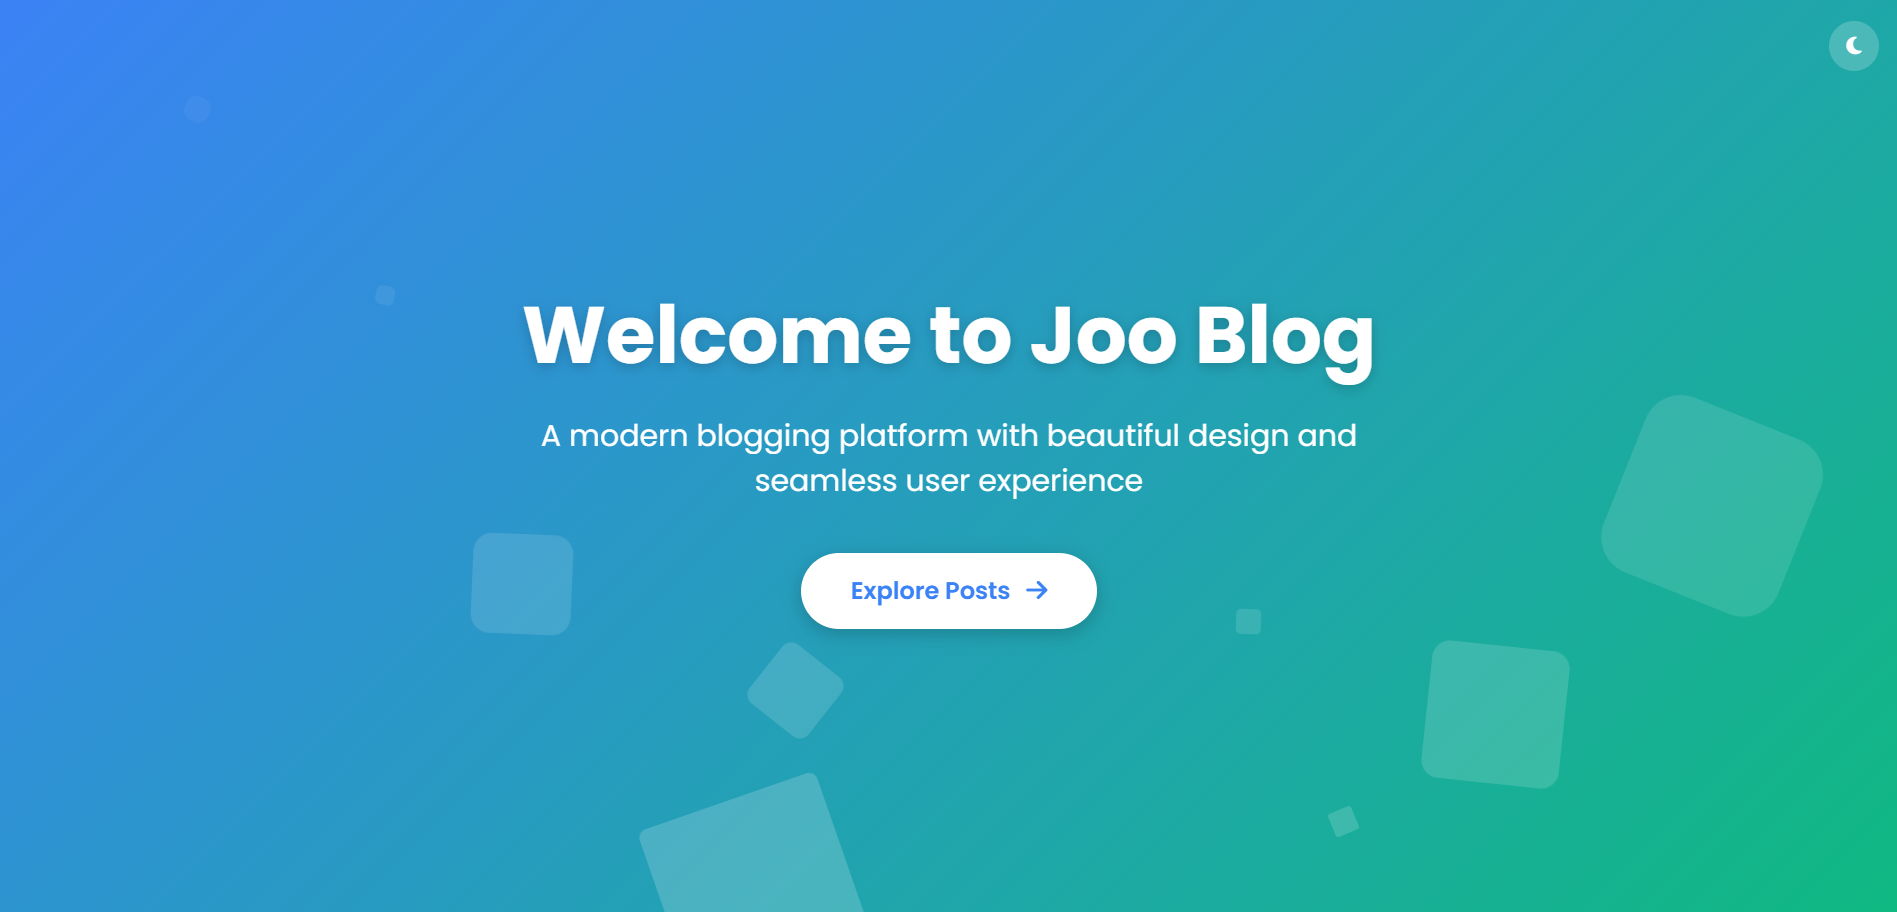 Welcome to Joo Blog
A modern blogging platform with beautiful design and
seamless user experience
Explore Posts